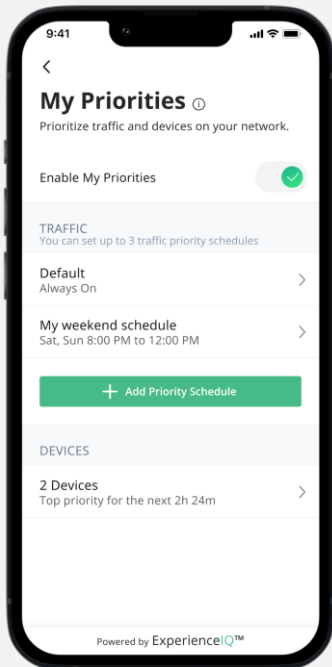 9:41
My Priorities
Prioritize traffic and devices on your network.
Enable My Priorities
TRAFFIC
You can set up to 3 traffic priority schedules
Default
Always On
My weekend schedule
Sat, Sun 8:00 PM to 12:00 PM
+ Add Priority Schedule
DEVICES
2 Devices
Top priority for the next 2h 24m
Powered by ExperienceIQ™